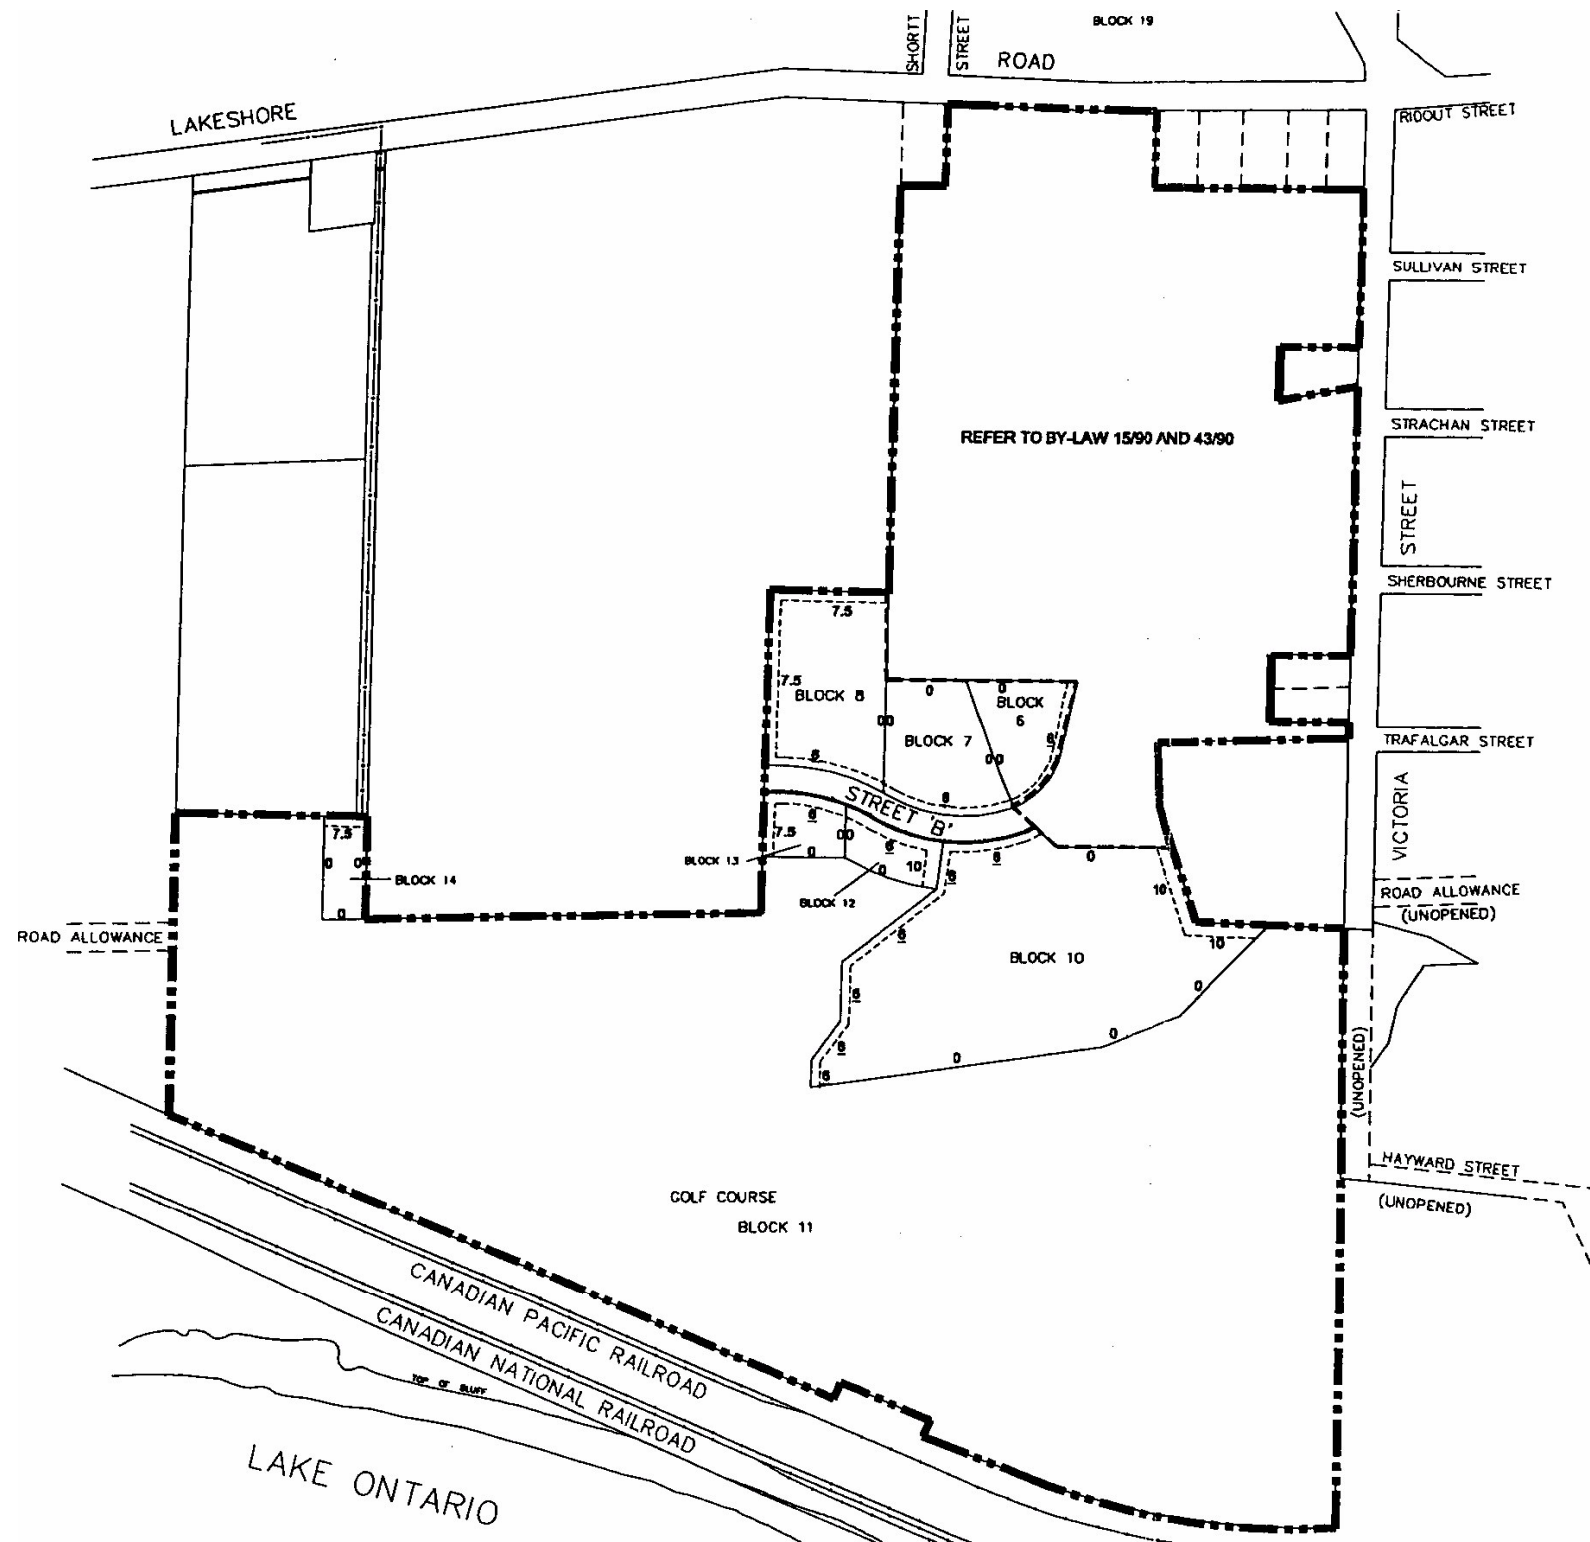 BLOCK 19
SHORTT
STREET
ROAD
LAKESHORE
RIDOUT STREET
SULLIVAN STREET
STRACHAN STREET
REFER TO BY-LAW 15/90 AND 43/90
STREET
SHERBOURNE STREET
7.5
7.5
BLOCK 8
0
0
BLOCK
6
00
BLOCK 7
6
00
6
6
TRAFALGAR STREET
STREET 'B'
VICTORIA
7.5
0
0
BLOCK 14
0
6
7.5
00
6
BLOCK 13
0
0
10
BLOCK 12
6
6
0
10
ROAD ALLOWANCE
(UNOPENED)
ROAD ALLOWANCE
6
10
BLOCK 10
0
6
0
6
0
6
(UNOPENED)
HAYWARD STREET
(UNOPENED)
GOLF COURSE
BLOCK 11
CANADIAN PACIFIC RAILROAD
CANADIAN NATIONAL RAILROAD
TOP OF BLUFF
LAKE ONTARIO